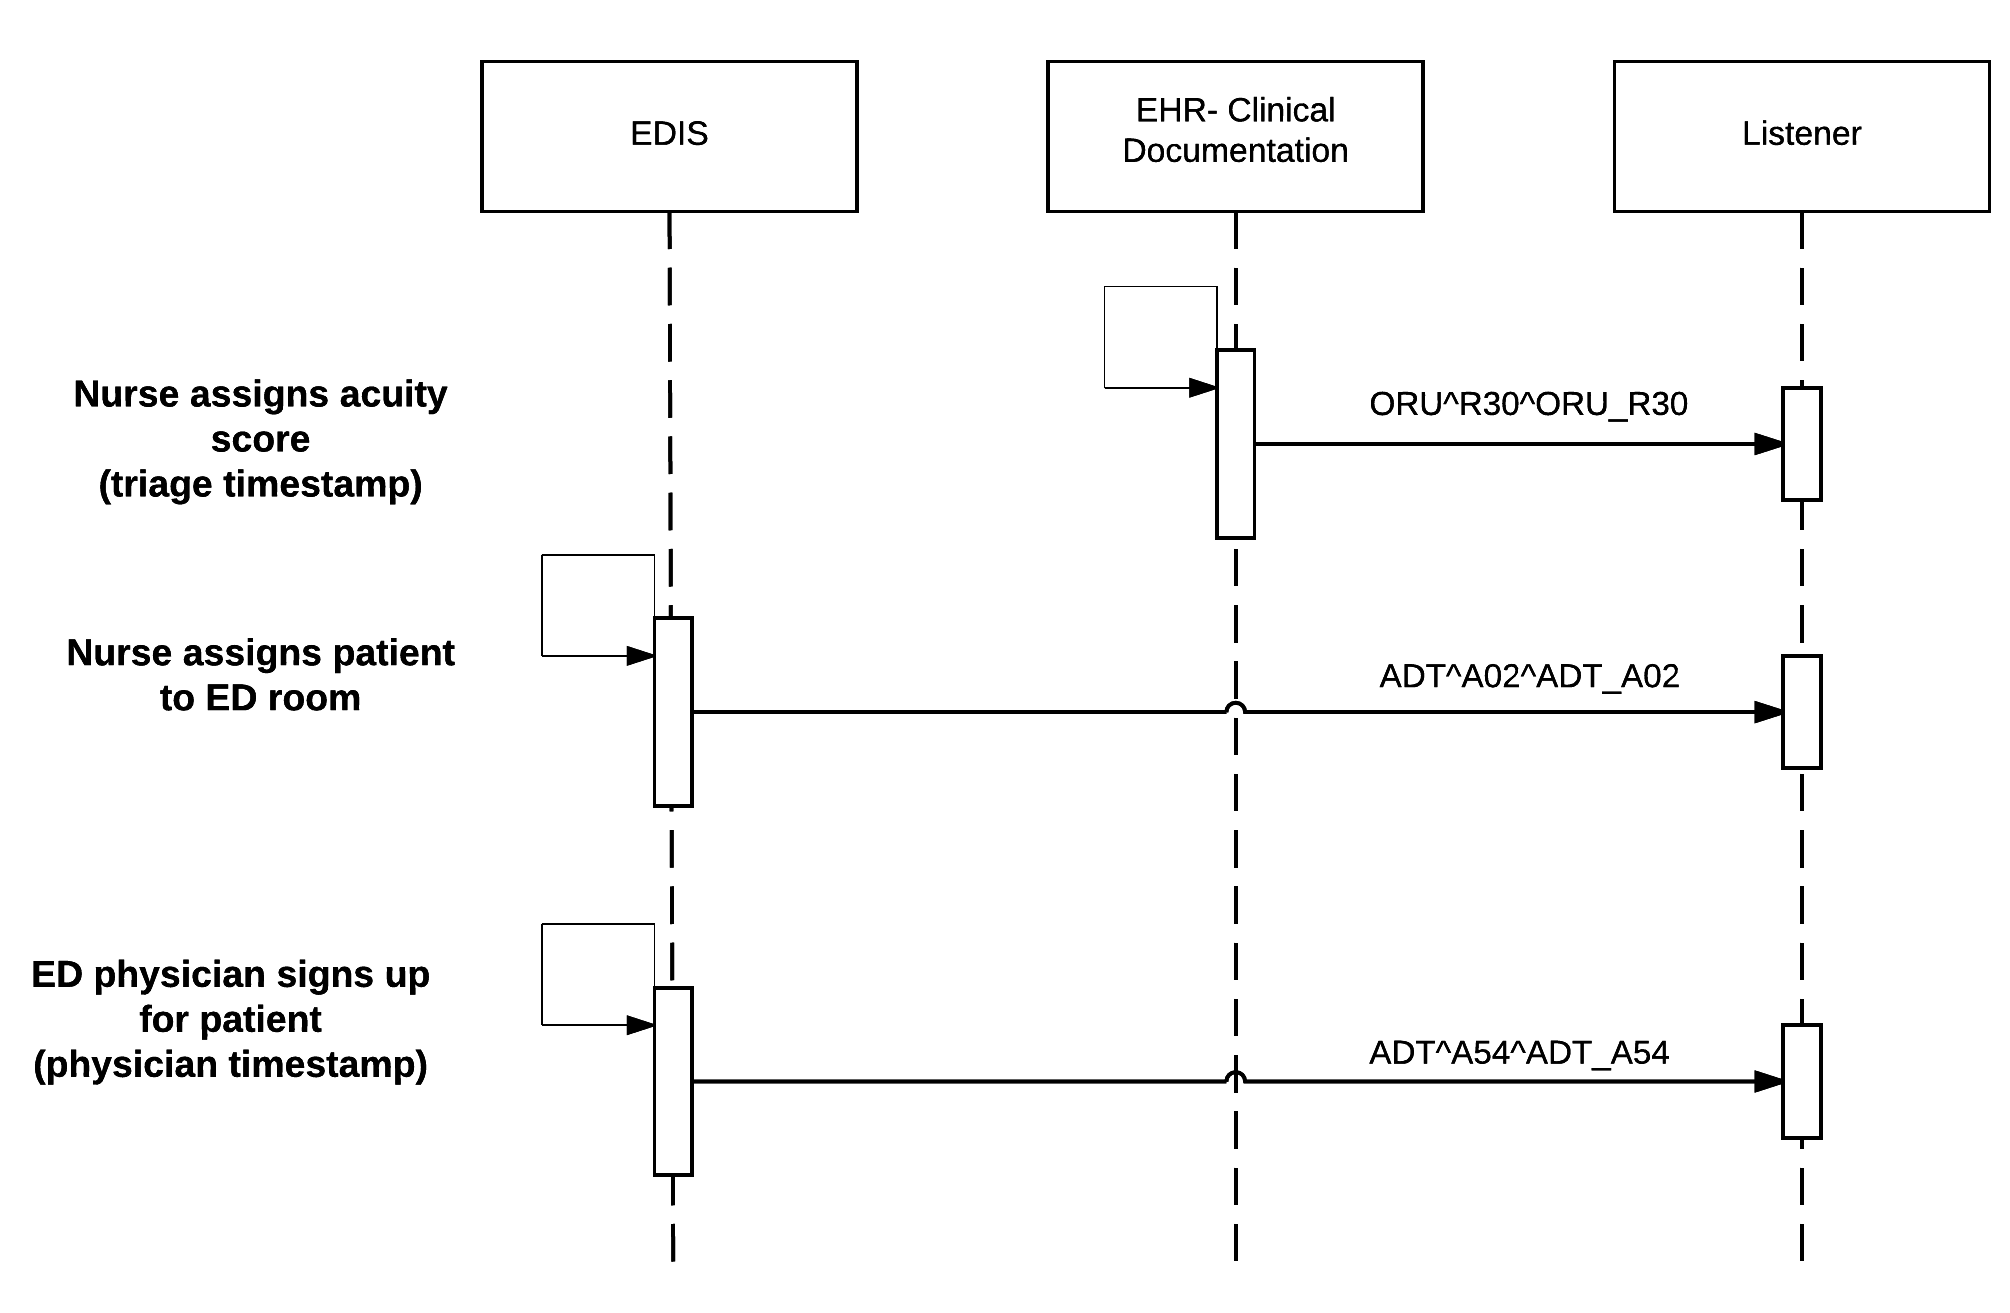 EDIS
EHR- Clinical
Documentation
Listener
Nurse assigns acuity
score
(triage timestamp)
ORU^R30^ORU_R30
Nurse assigns patient
to ED room
ADT^A02^ADT_A02
ED physician signs up
for patient
(physician timestamp)
ADT^A54^ADT_A54